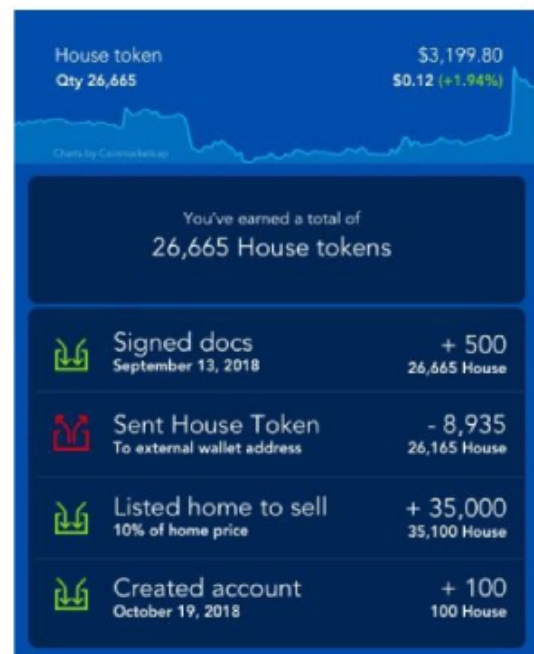 House token
$3,199.80
Qty 26,665
$0.12 (+1.94%)
Charts by Coinmarketcap
You've earned a total of
26,665 House tokens
Signed docs
+ 500
September 13, 2018
26,665 House
Sent House Token
- 8,935
To external wallet address
26,165 House
Listed home to sell
+ 35,000
10% of home price
35,100 House
Created account
+ 100
October 19, 2018
100 House